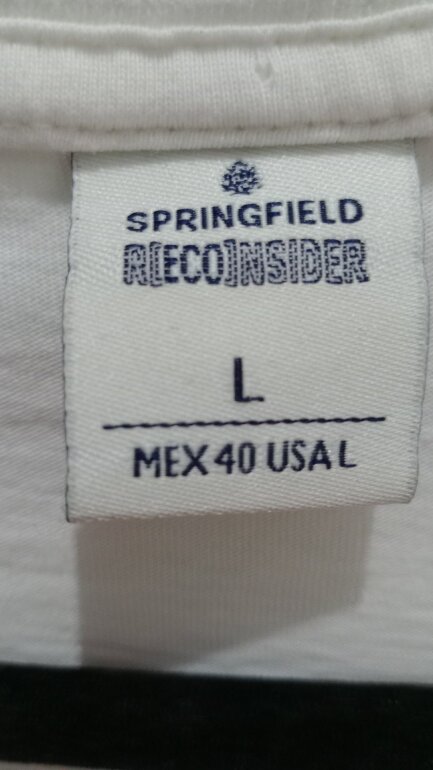 SPRINGFIELD
R[ECO]NSIDER
L
MEX 40 USA L